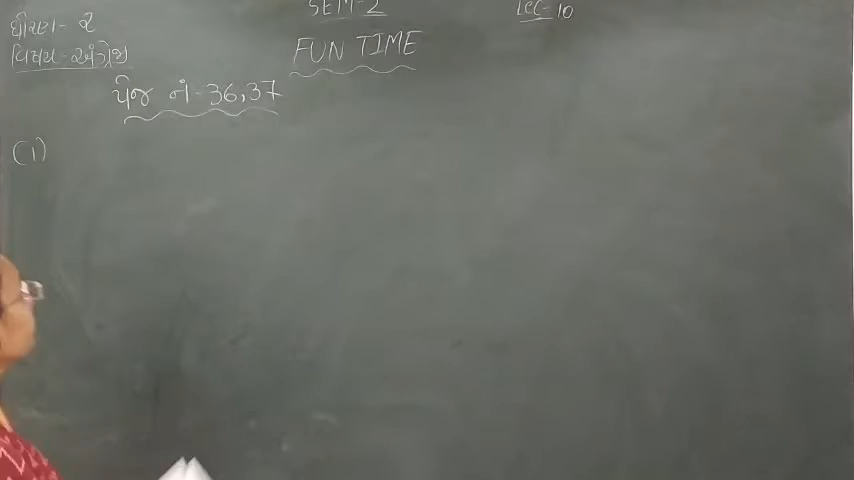 ધોરણ- ૨
SEM-2
LEC-10
વિષય-અંગ્રેજી
FUN TIME
પેજ નં-36,37
(1)